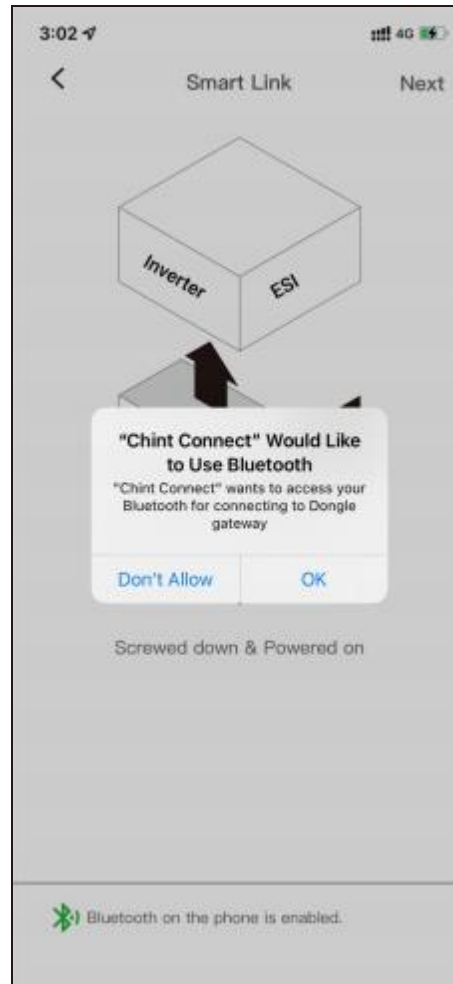 3:02
4G
Smart Link
Next
Inverter
ESI
"Chint Connect" Would Like
to Use Bluetooth
"Chint Connect" wants to access your
Bluetooth for connecting to Dongle
gateway
Don't Allow
OK
Screwed down & Powered on
Bluetooth on the phone is enabled.